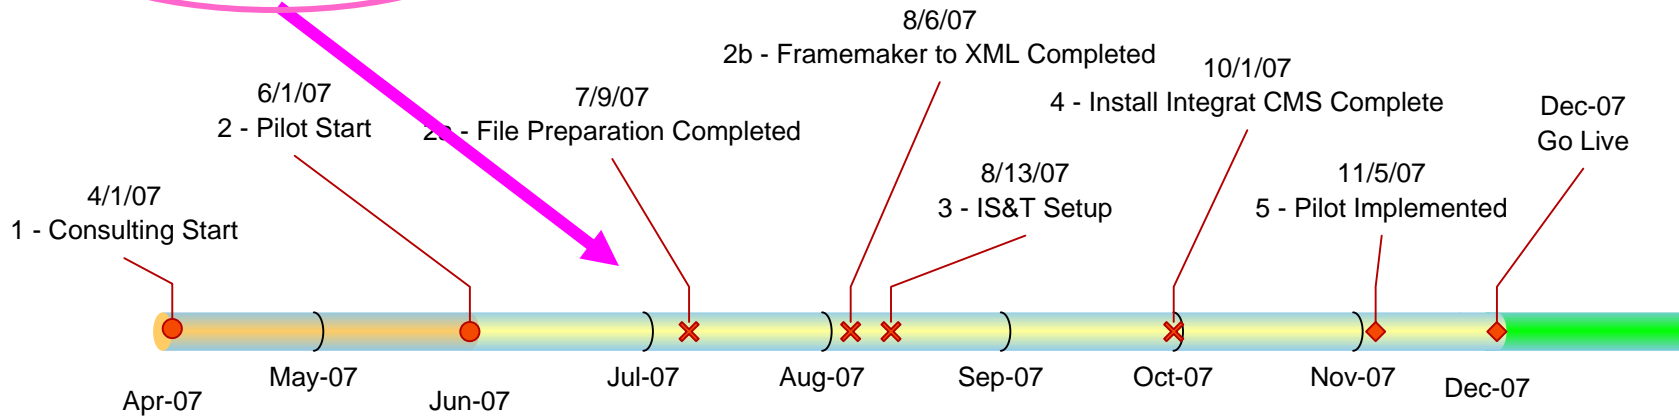 8/6/07
2b - Framemaker to XML Completed
10/1/07
4 - Install Integrat CMS Complete
6/1/07
2 - Pilot Start
7/9/07
2a - File Preparation Completed
Dec-07
Go Live
4/1/07
1 - Consulting Start
8/13/07
3 - IS&T Setup
11/5/07
5 - Pilot Implemented
Apr-07
May-07
Jun-07
Jul-07
Aug-07
Sep-07
Oct-07
Nov-07
Dec-07